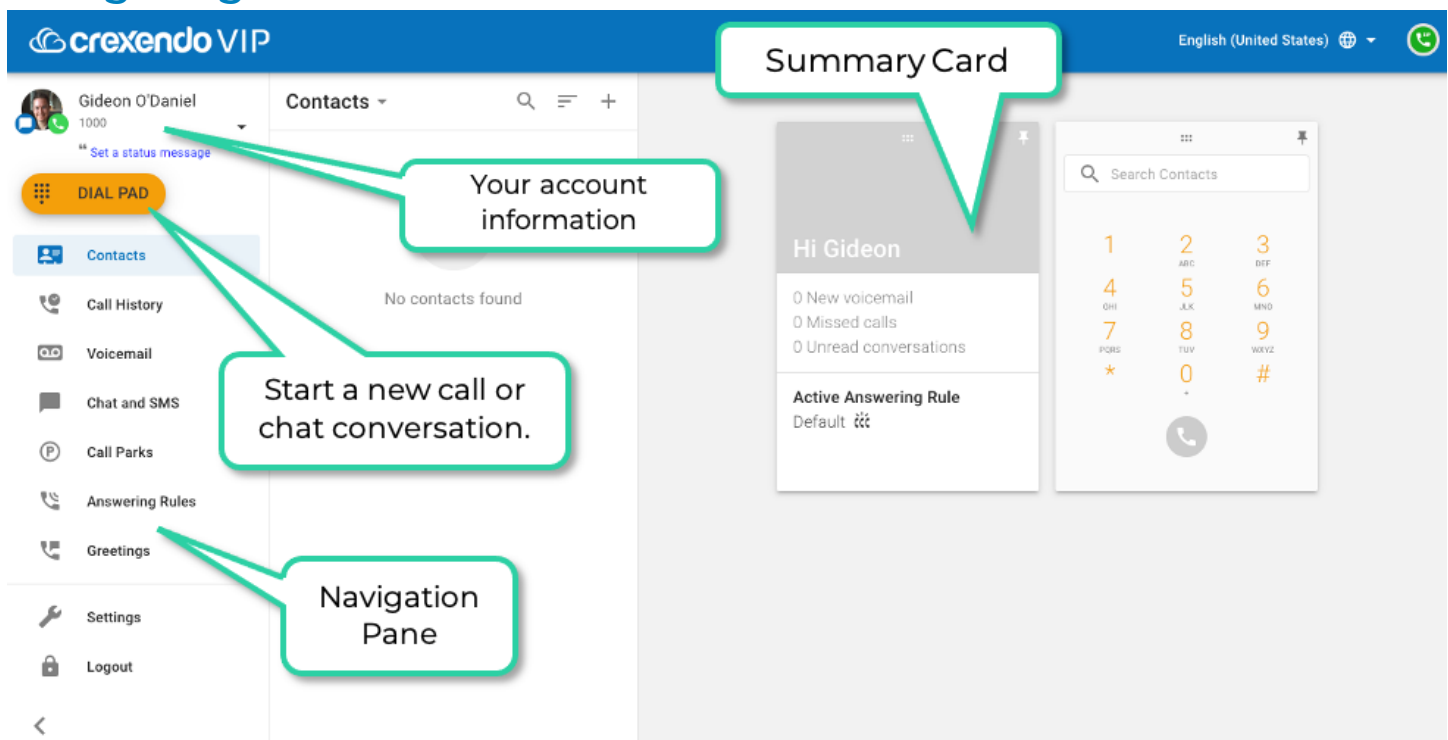 crexendo VIP
English (United States)
Summary Card
Gideon O'Daniel
1000
“ Set a status message
DIAL PAD
Contacts
Call History
Voicemail
Chat and SMS
Call Parks
Answering Rules
Greetings
Settings
Logout
Contacts
Your account
information
No contacts found
Start a new call or
chat conversation.
Navigation
Pane
Hi Gideon
0 New voicemail
0 Missed calls
0 Unread conversations
Active Answering Rule
Default
Search Contacts
1 2 3
ABC DEF
4 5 6
GHI JLK MNO
7 8 9
PQRS TUV WXYZ
* 0 #
+